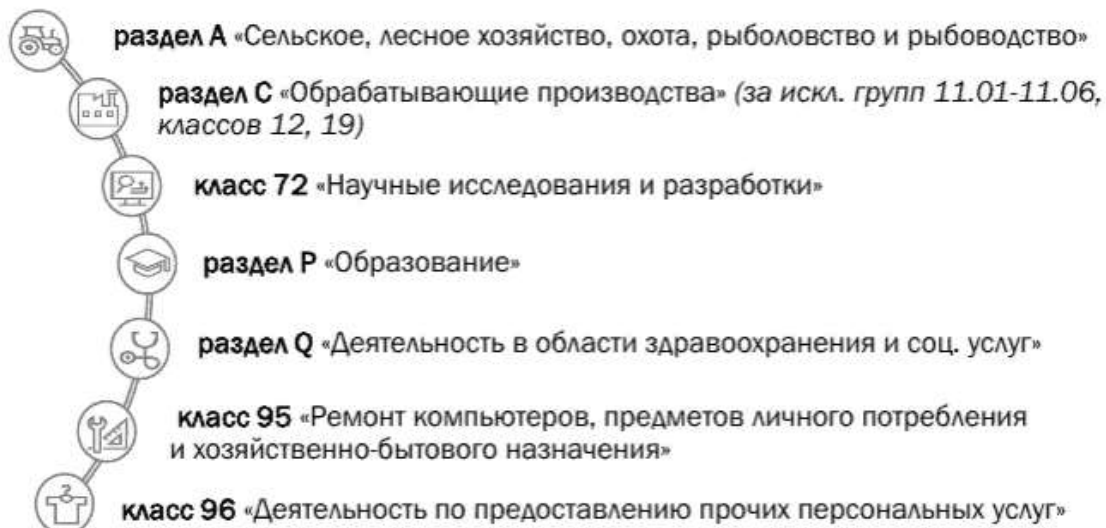 раздел A «Сельское, лесное хозяйство, охота, рыболовство и рыбоводство»
раздел C «Обрабатывающие производства» (за искл. групп 11.01-11.06,
классов 12, 19)
класс 72 «Научные исследования и разработки»
раздел P «Образование»
раздел Q «Деятельность в области здравоохранения и соц. услуг»
класс 95 «Ремонт компьютеров, предметов личного потребления
и хозяйственно-бытового назначения»
класс 96 «Деятельность по предоставлению прочих персональных услуг»